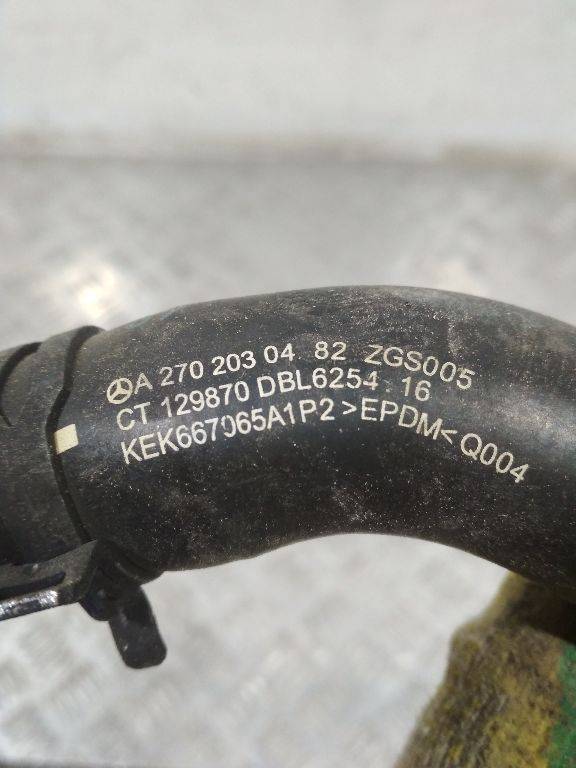 A 270 203 04 82 ZGS005
CT 129870 DBL6254.16
KEK667065A1P2 >EPDM< Q004